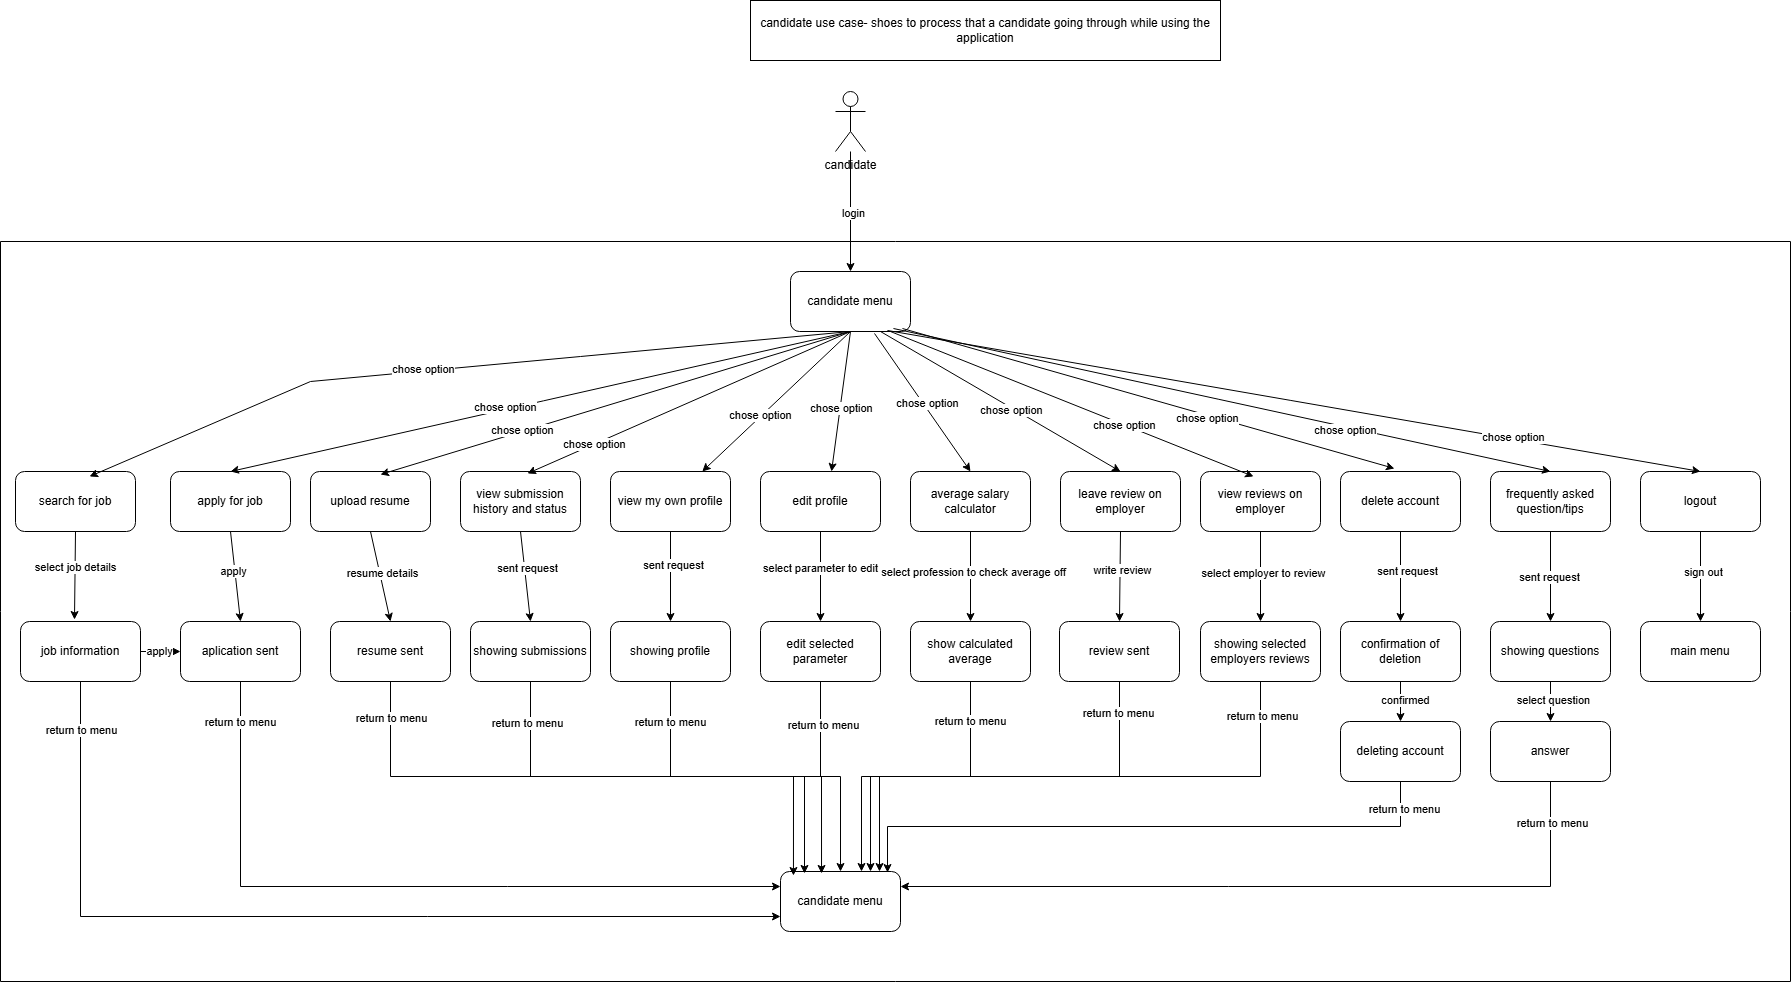 candidate use case- shoes to process that a candidate going through while using the
application
candidate
login
candidate menu
chose option
chose option
chose option
chose option
chose option
chose option
chose option
chose option
chose option
chose option
chose option
chose option
search for job
apply for job
upload resume
view submission
history and status
view my own profile
edit profile
average salary
calculator
leave review on
employer
view reviews on
employer
delete account
frequently asked
question/tips
logout
select job details
apply
resume details
sent request
sent request
select parameter to edit
select profession to check average off
write review
select employer to review
sent request
sent request
sign out
job information
apply
aplication sent
resume sent
showing submissions
showing profile
edit selected
parameter
show calculated
average
review sent
showing selected
employers reviews
confirmation of
deletion
showing questions
main menu
return to menu
return to menu
return to menu
return to menu
return to menu
return to menu
return to menu
return to menu
return to menu
confirmed
select question
deleting account
answer
return to menu
return to menu
candidate menu